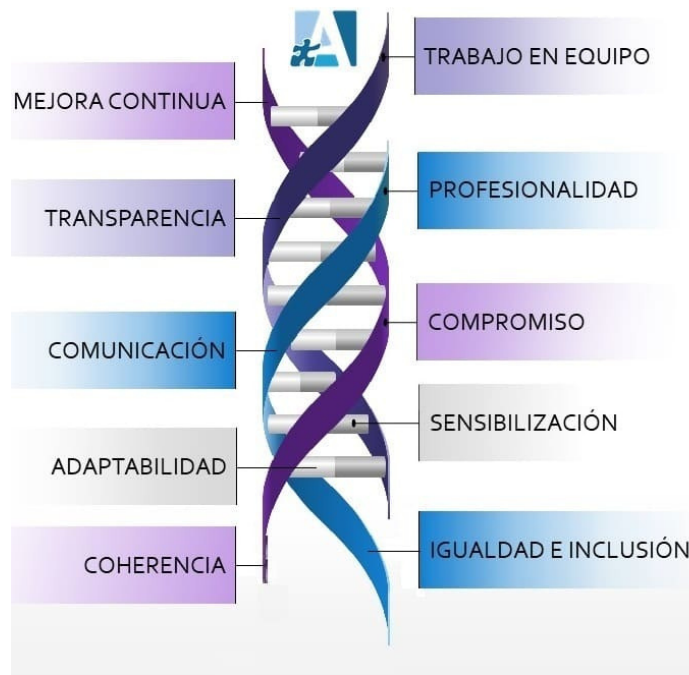 A
TRABAJO EN EQUIPO
MEJORA CONTINUA
PROFESIONALIDAD
TRANSPARENCIA
COMPROMISO
COMUNICACIÓN
SENSIBILIZACIÓN
ADAPTABILIDAD
IGUALDAD E INCLUSIÓN
COHERENCIA